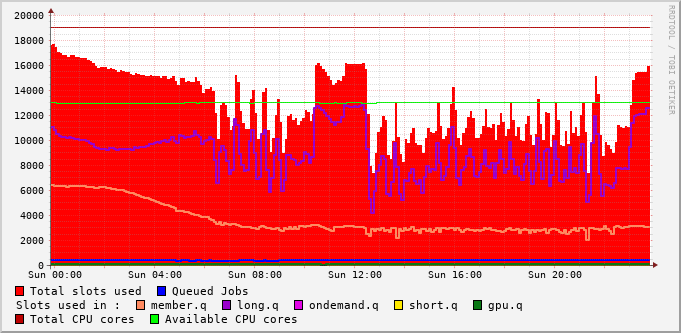 20000
18000
16000
14000
12000
10000
8000
6000
4000
2000
0
Sun 00:00 Sun 04:00 Sun 08:00 Sun 12:00 Sun 16:00 Sun 20:00
Total slots used Queued Jobs
Slots used in : member.q long.q ondemand.q short.q gpu.q
Total CPU cores Available CPU cores
RRDTOOL / TOBI OETIKER